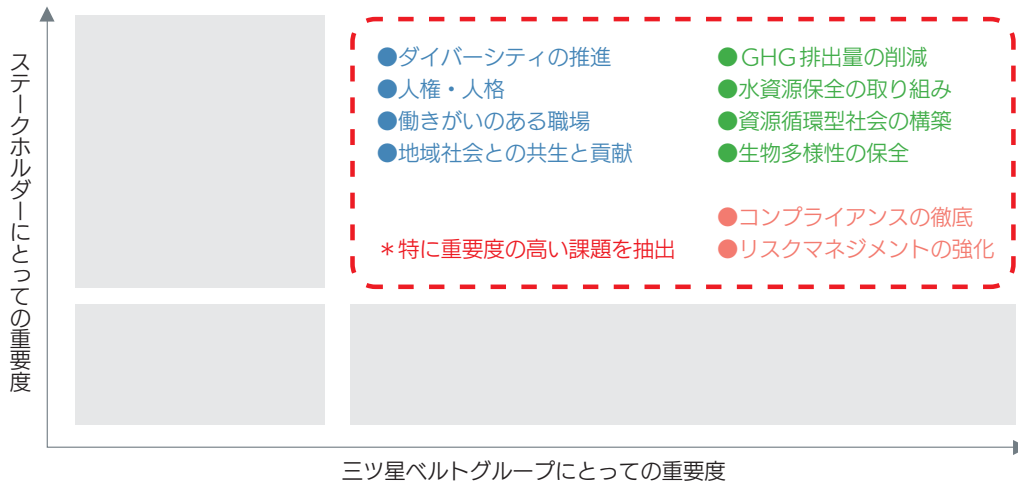 ステークホルダーにとっての重要度
●ダイバーシティの推進
●人権・人格
●働きがいのある職場
●地域社会との共生と貢献
●GHG排出量の削減
●水資源保全の取り組み
●資源循環型社会の構築
●生物多様性の保全
●コンプライアンスの徹底
●リスクマネジメントの強化
＊特に重要度の高い課題を抽出
三ツ星ベルトグループにとっての重要度